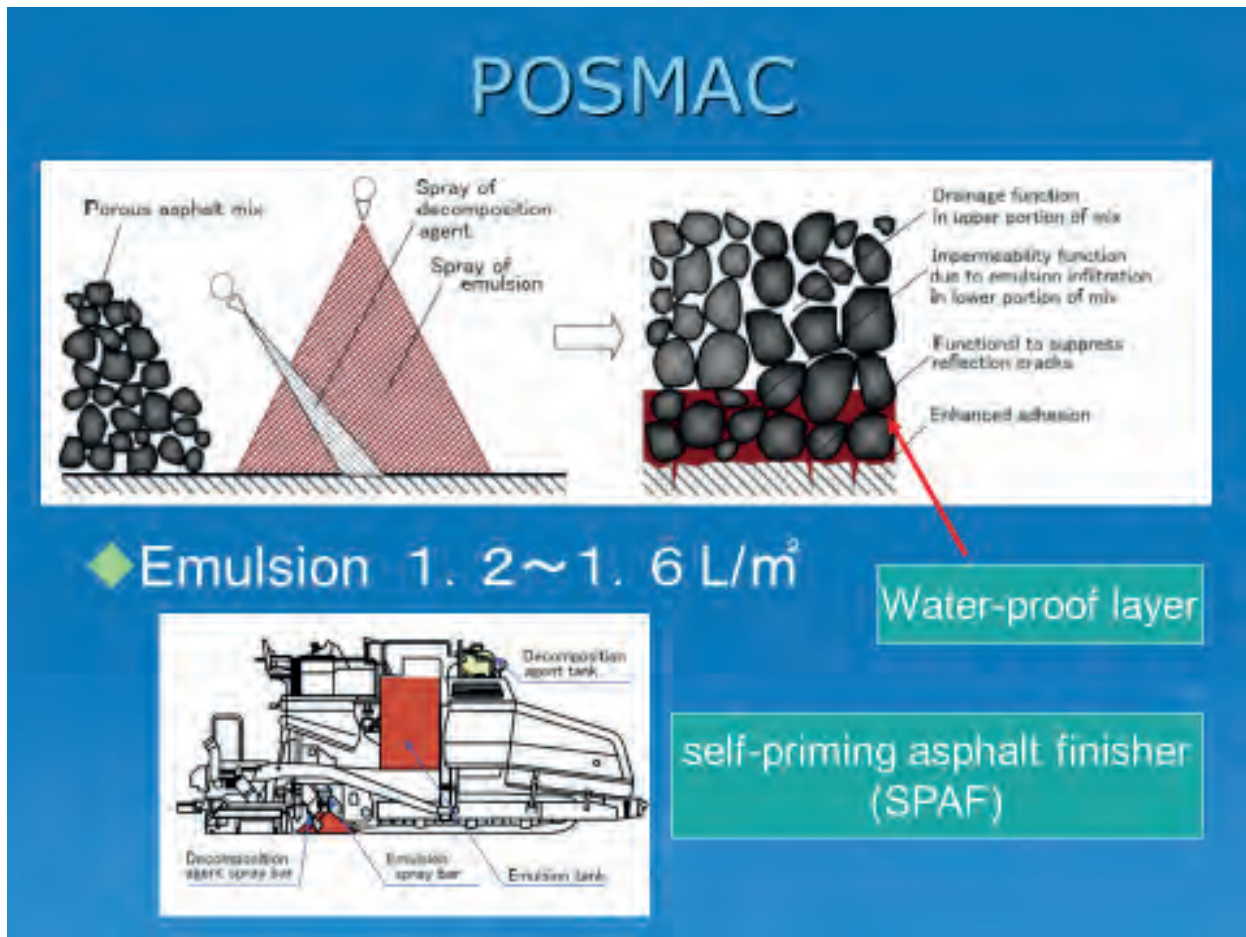 POSMAC
Porous asphalt mix
Spray of
decomposition
agent
Spray of
emulsion
Drainage function
in upper portion of mix
Impermeability function
due to emulsion infiltration
in lower portion of mix
Functionsl to suppress
reflection cracks
Enhanced adhesion
Emulsion 1. 2~1. 6 L/㎡
Water-proof layer
Decomposition
agent tank
self-priming asphalt finisher
(SPAF)
Decomposition
agent spray bar
Emulsion
spray bar
Emulsion tank